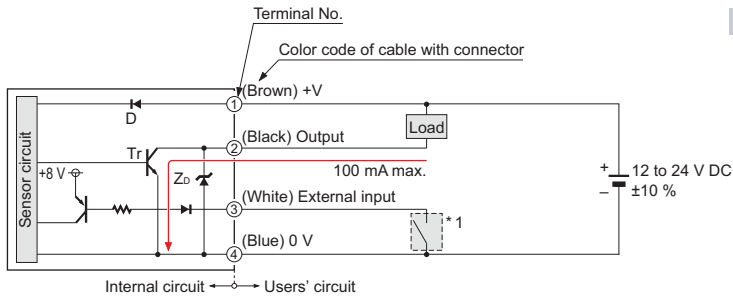 Terminal No.
Color code of cable with connector
(Brown) +V
1
D
Load
(Black) Output
2
Tr
Sensor circuit
+8 V
ZD
100 mA max.
+
–
12 to 24 V DC
±10 %
(White) External input
3
* 1
(Blue) 0 V
4
Internal circuit
Users' circuit